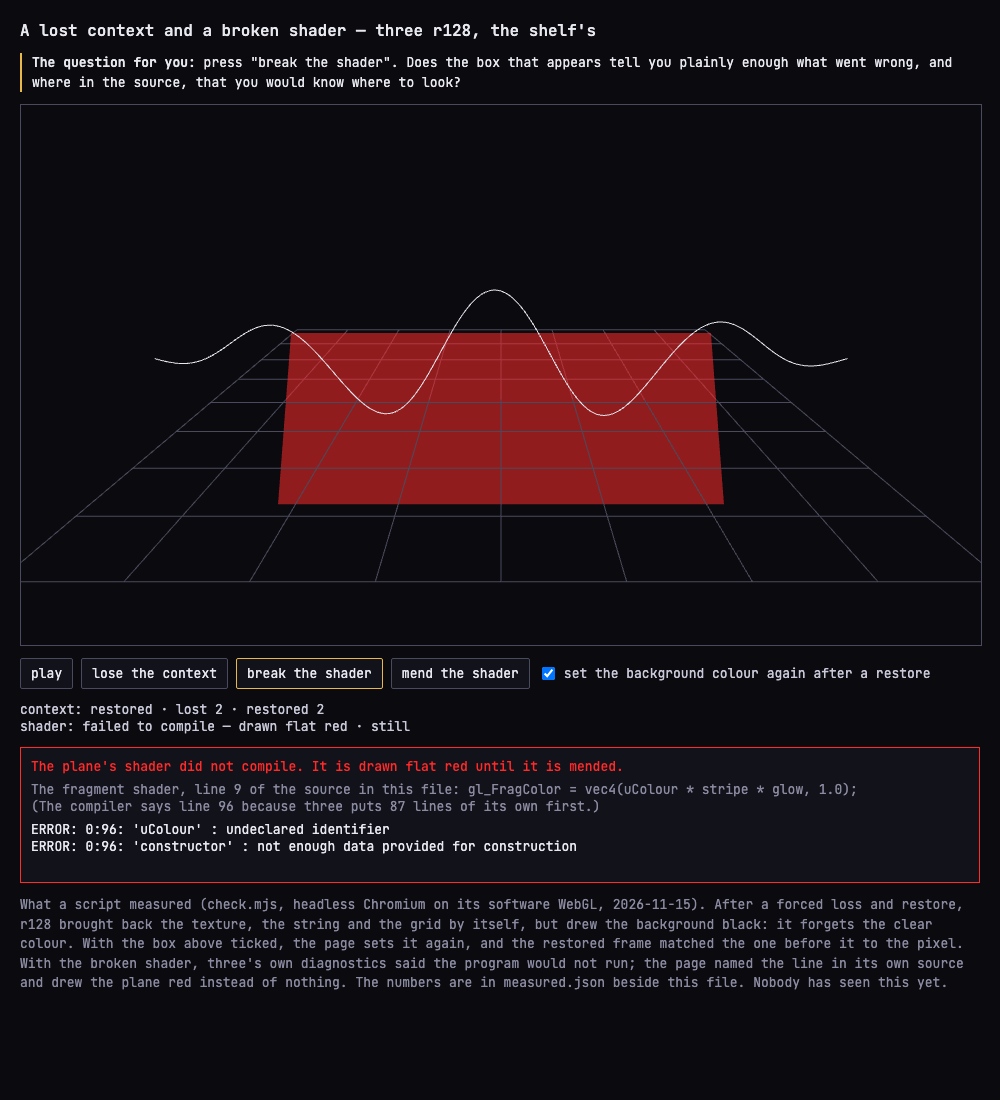 A lost context and a broken shader — three r128, the shelf's
The question for you: press "break the shader". Does the box that appears tell you plainly enough what went wrong, and
where in the source, that you would know where to look?
play
lose the context
break the shader
mend the shader
set the background colour again after a restore
context: restored · lost 2 · restored 2
shader: failed to compile — drawn flat red · still
The plane's shader did not compile. It is drawn flat red until it is mended.
The fragment shader, line 9 of the source in this file: gl_FragColor = vec4(uColour * stripe * glow, 1.0);
(The compiler says line 96 because three puts 87 lines of its own first.)
ERROR: 0:96: 'uColour' : undeclared identifier
ERROR: 0:96: 'constructor' : not enough data provided for construction
What a script measured (check.mjs, headless Chromium on its software WebGL, 2026-11-15). After a forced loss and restore,
r128 brought back the texture, the string and the grid by itself, but drew the background black: it forgets the clear
colour. With the box above ticked, the page sets it again, and the restored frame matched the one before it to the pixel.
With the broken shader, three's own diagnostics said the program would not run; the page named the line in its own source
and drew the plane red instead of nothing. The numbers are in measured.json beside this file. Nobody has seen this yet.